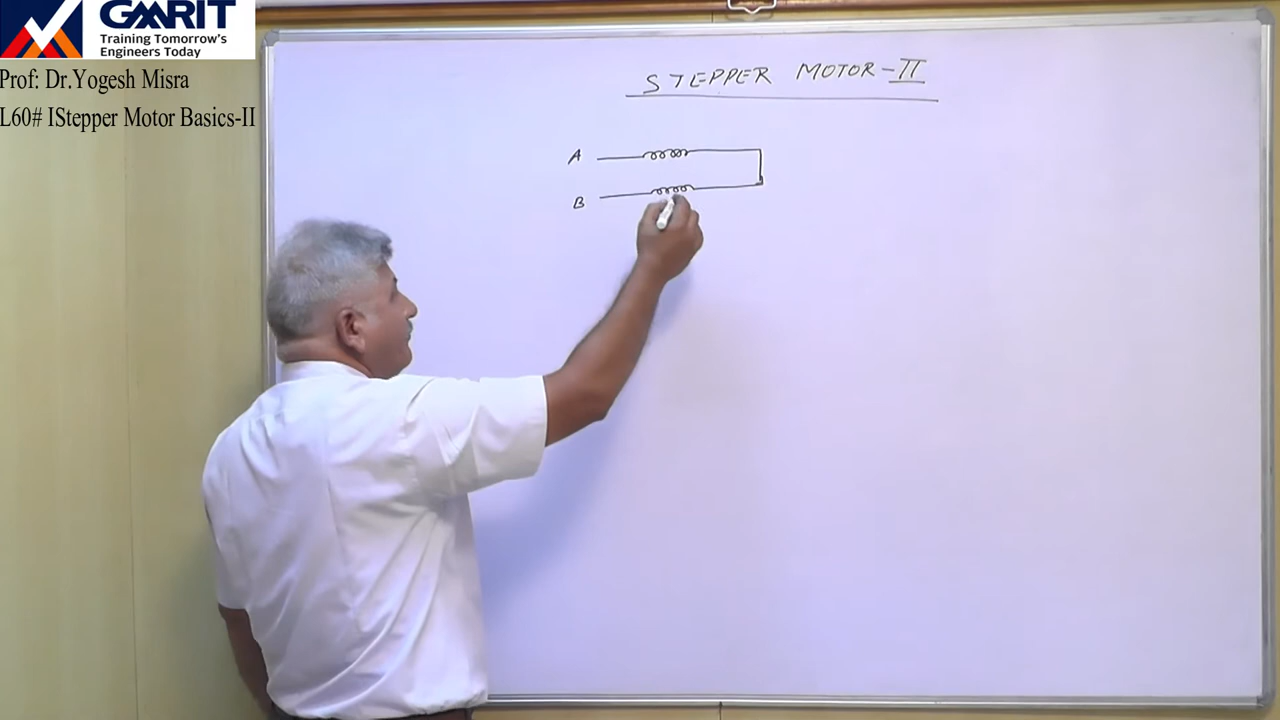 GMRIT
Training Tomorrow's
Engineers Today
Prof: Dr.Yogesh Misra
L60# IStepper Motor Basics-II
STEPPER MOTOR-II
A
B